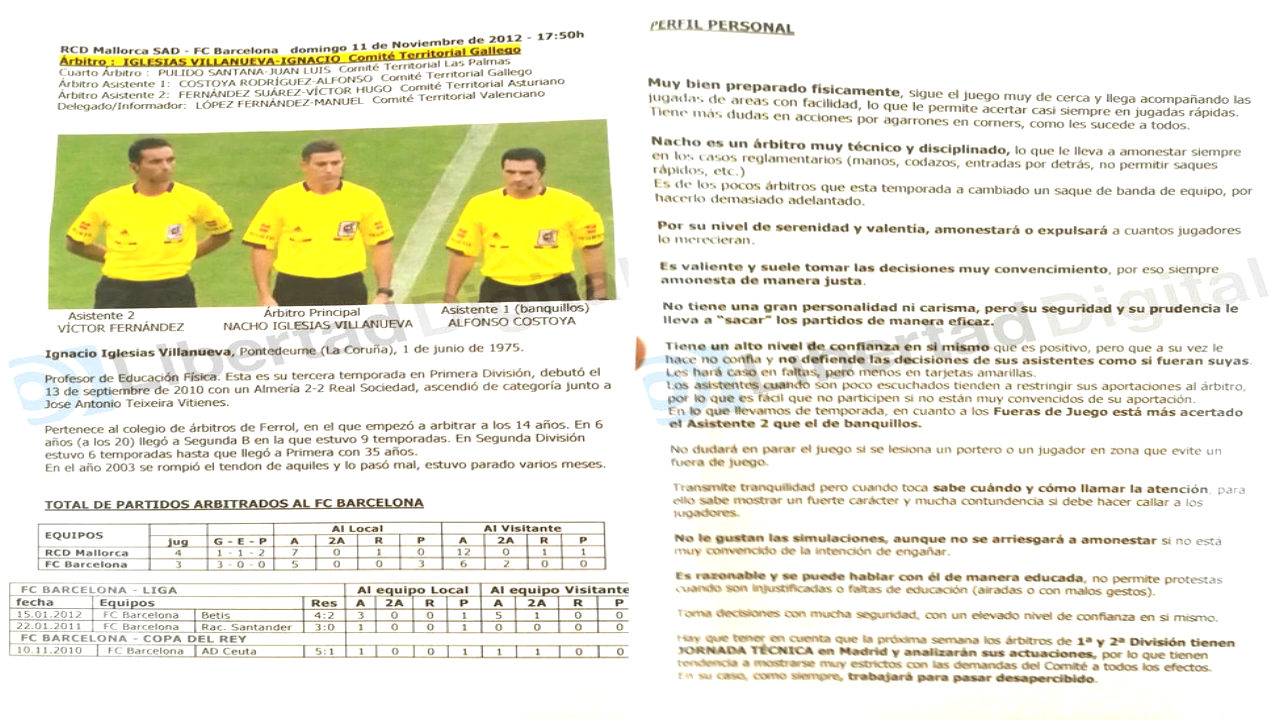 RCD Mallorca SAD - FC Barcelona domingo 11 de Noviembre de 2012 - 17:50h
Árbitro : IGLESIAS VILLANUEVA-IGNACIO Comité Territorial Gallego
Cuarto Árbitro : PULIDO SANTANA-JUAN LUIS Comité Territorial Las Palmas
Árbitro Asistente 1: COSTOYA RODRÍGUEZ-ALFONSO Comité Territorial Gallego
Árbitro Asistente 2: FERNÁNDEZ SUÁREZ-VÍCTOR HUGO Comité Territorial Asturiano
Delegado/Informador: LÓPEZ FERNÁNDEZ-MANUEL Comité Territorial Valenciano
Asistente 2 Árbitro Principal Asistente 1 (banquillos)
VÍCTOR FERNÁNDEZ NACHO IGLESIAS VILLANUEVA ALFONSO COSTOYA
Ignacio Iglesias Villanueva, Pontedeume (La Coruña), 1 de junio de 1975.
Profesor de Educación Física. Esta es su tercera temporada en Primera División, debutó el
13 de septiembre de 2010 con un Almería 2-2 Real Sociedad, ascendió de categoría junto a
Jose Antonio Teixeira Vitienes.
Pertenece al colegio de árbitros de Ferrol, en el que empezó a arbitrar a los 14 años. En 6
años (a los 20) llegó a Segunda B en la que estuvo 9 temporadas. En Segunda División
estuvo 6 temporadas hasta que llegó a Primera con 35 años.
En el año 2003 se rompió el tendon de aquiles y lo pasó mal, estuvo parado varios meses.
TOTAL DE PARTIDOS ARBITRADOS AL FC BARCELONA
EQUIPOS Al Local Al Visitante
jug G - E - P A 2A R P A 2A R P
RCD Mallorca 4 1 - 1 - 2 7 0 1 0 12 0 1 1
FC Barcelona 3 3 - 0 - 0 5 0 0 3 6 2 0 0
FC BARCELONA - LIGA Al equipo Local Al equipo Visitante
fecha Equipos Res A 2A R P A 2A R P
15.01.2012 FC Barcelona Betis 4:2 3 0 0 1 5 1 0 0
22.01.2011 FC Barcelona Rac. Santander 3:0 1 0 0 1 0 0 0 0
FC BARCELONA - COPA DEL REY
10.11.2010 FC Barcelona AD Ceuta 5:1 1 0 0 1 1 1 0 0
PERFIL PERSONAL
Muy bien preparado físicamente, sigue el juego muy de cerca y llega acompañando las
jugadas de areas con facilidad, lo que le permite acertar casi siempre en jugadas rápidas.
Tiene más dudas en acciones por agarrones en corners, como les sucede a todos.
Nacho es un árbitro muy técnico y disciplinado, lo que le lleva a amonestar siempre
en los casos reglamentarios (manos, codazos, entradas por detrás, no permitir saques
rápidos, etc.)
Es de los pocos árbitros que esta temporada a cambiado un saque de banda de equipo, por
hacerlo demasiado adelantado.
Por su nivel de serenidad y valentia, amonestará o expulsará a cuantos jugadores
lo merecieran.
Es valiente y suele tomar las decisiones muy convencimiento, por eso siempre
amonesta de manera justa.
No tiene una gran personalidad ni carisma, pero su seguridad y su prudencia le
lleva a “sacar” los partidos de manera eficaz.
Tiene un alto nivel de confianza en si mismo que es positivo, pero que a su vez le
hace no confia y no defiende las decisiones de sus asistentes como si fueran suyas.
Les hará caso en faltas, pero menos en tarjetas amarillas.
Los asistentes cuando son poco escuchados tienden a restringir sus aportaciones al árbitro,
por lo que es fácil que no participen si no están muy convencidos de su aportación.
En lo que llevamos de temporada, en cuanto a los Fueras de Juego está más acertado
el Asistente 2 que el de banquillos.
No dudará en parar el juego si se lesiona un portero o un jugador en zona que evite un
fuera de juego.
Transmite tranquilidad pero cuando toca sabe cuándo y cómo llamar la atención, para
ello sabe mostrar un fuerte carácter y mucha contundencia si debe hacer callar a los
jugadores.
No le gustan las simulaciones, aunque no se arriesgará a amonestar si no está
muy convencido de la intención de engañar.
Es razonable y se puede hablar con él de manera educada, no permite protestas
cuando son injustificadas o faltas de educación (airadas o con malos gestos).
Toma decisiones con mucha seguridad, con un elevado nivel de confianza en si mismo.
Hay que tener en cuenta que la próxima semana los árbitros de 1ª y 2ª División tienen
JORNADA TÉCNICA en Madrid y analizarán sus actuaciones, por lo que tienen
tendencia a mostrarse muy estrictos con las demandas del Comité a todos los efectos.
En su caso, como siempre, trabajará para pasar desapercibido.
Libertad Digital
Libertad Digital